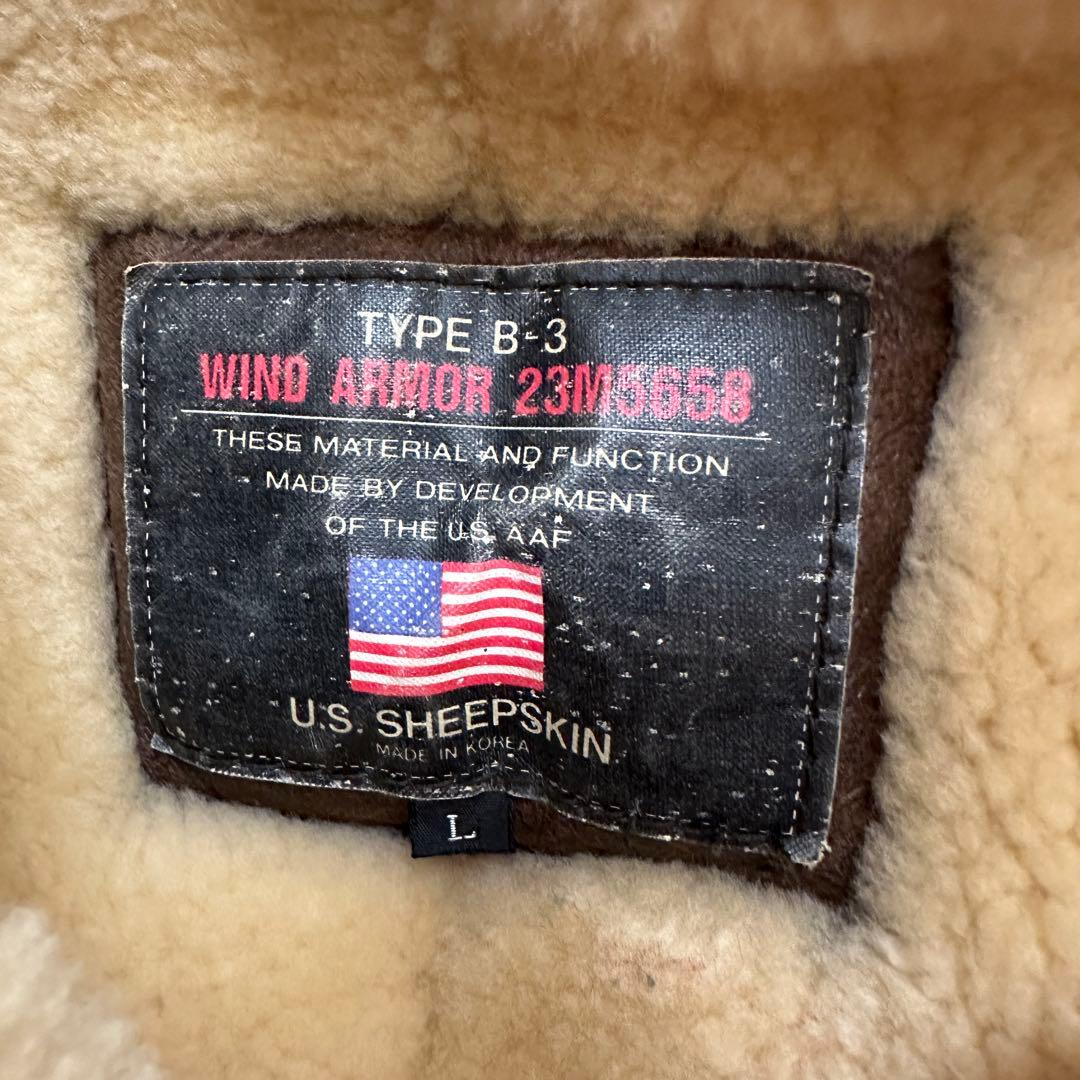 TYPE B-3
WIND ARMOR 23M5658
THESE MATERIAL AND FUNCTION
MADE BY DEVELOPMENT
OF THE U.S. AAF
U.S. SHEEPSKIN
MADE IN KOREA
L